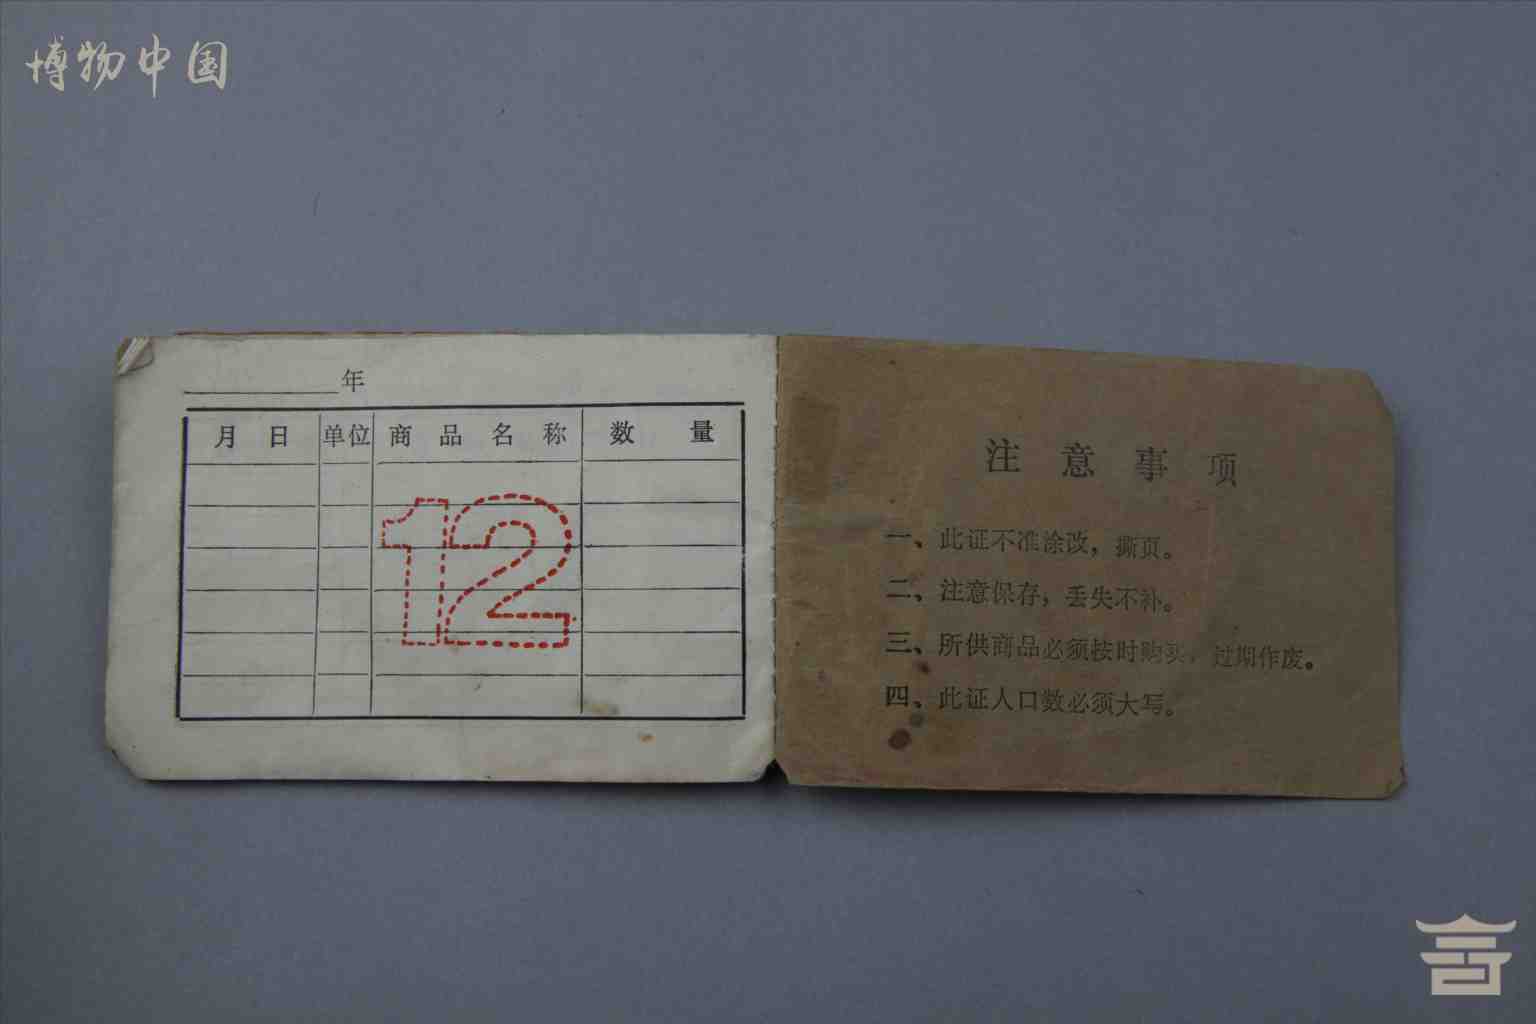 博物中国
年
月 日 单位 商品名称 数量
12
注意事项
一、此证不准涂改，撕页。
二、注意保存，丢失不补。
三、所供商品必须按时购买，过期作废。
四、此证人口数必须大写。